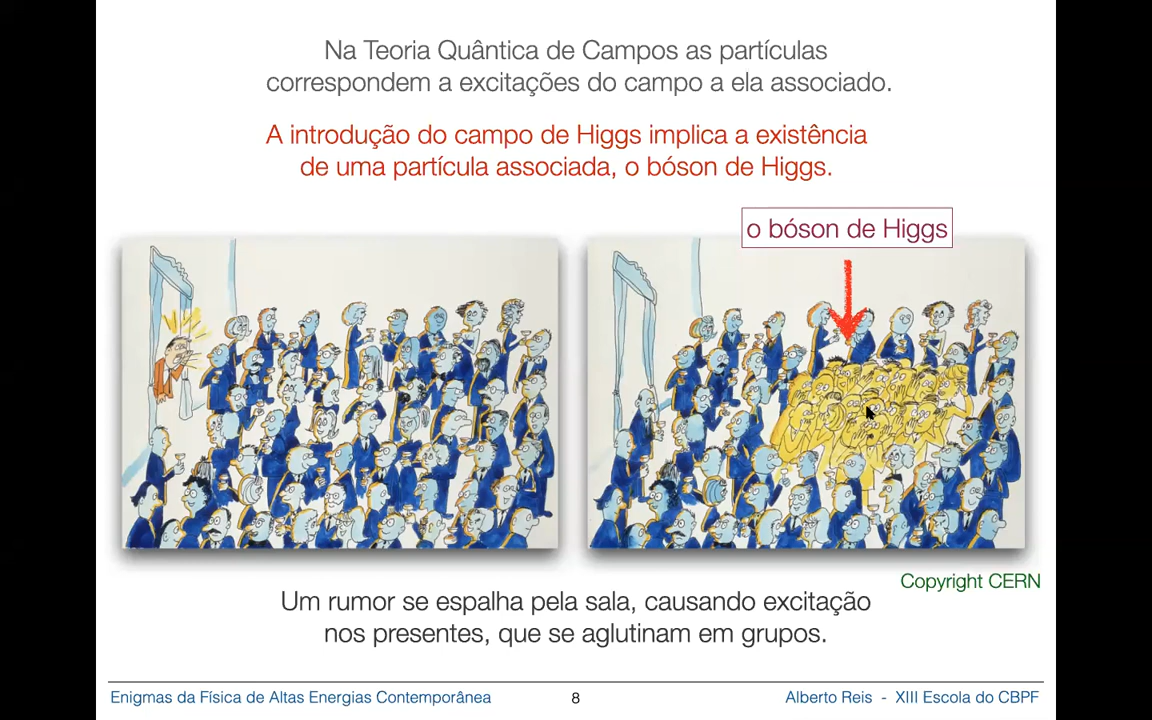 Na Teoria Quântica de Campos as partículas
correspondem a excitações do campo a ela associado.
A introdução do campo de Higgs implica a existência
de uma partícula associada, o bóson de Higgs.
o bóson de Higgs
Copyright CERN
Um rumor se espalha pela sala, causando excitação
nos presentes, que se aglutinam em grupos.
Enigmas da Física de Altas Energias Contemporânea
8
Alberto Reis - XIII Escola do CBPF